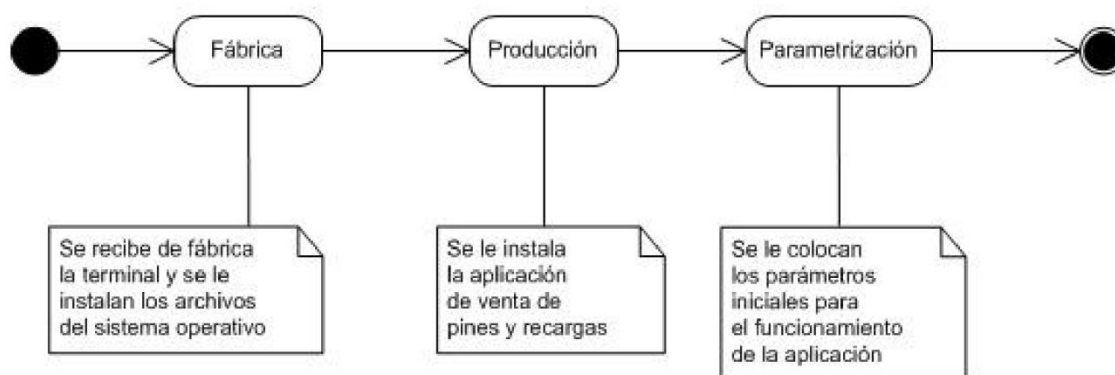 Fábrica
Producción
Parametrización
Se recibe de fábrica
la terminal y se le
instalan los archivos
del sistema operativo
Se le instala
la aplicación
de venta de
pines y recargas
Se le colocan
los parámetros
iniciales para
el funcionamiento
de la aplicación